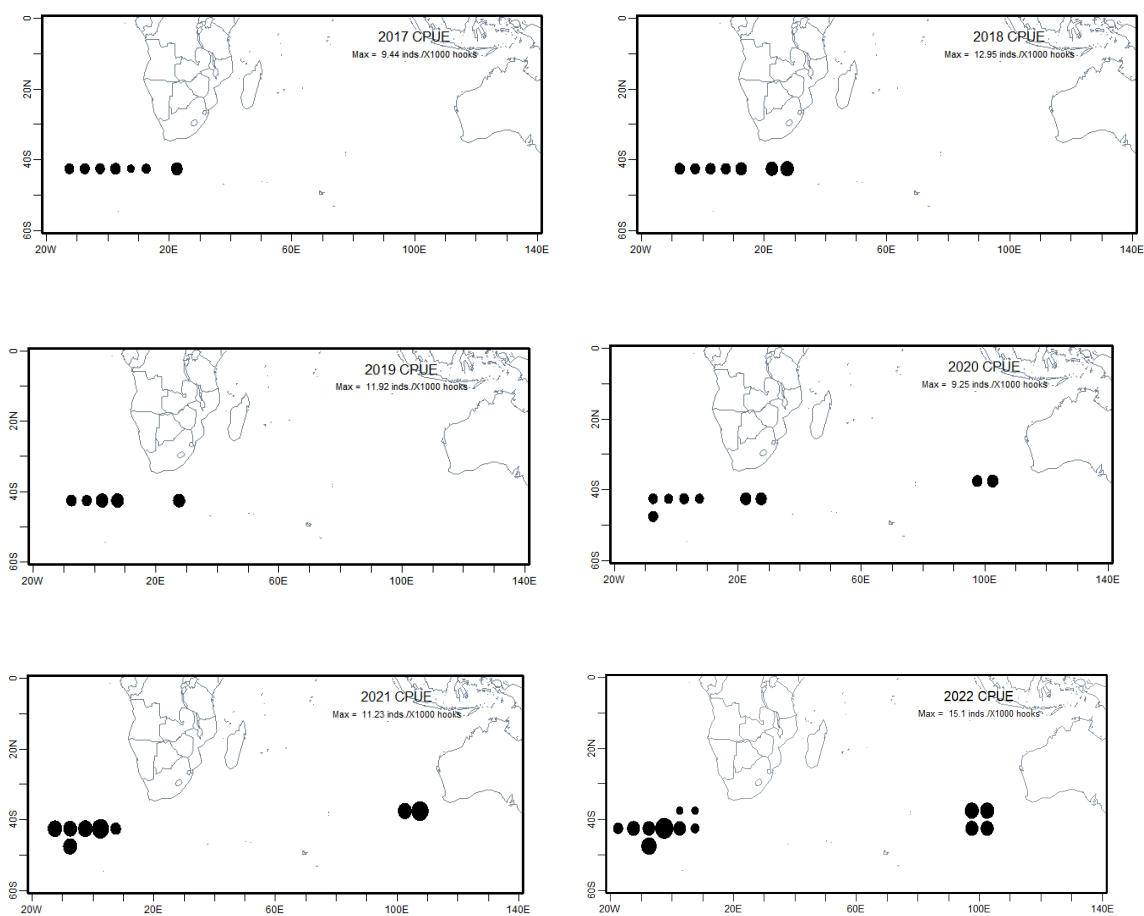 2017 CPUE
Max = 9.44 inds./X1000 hooks
0
20N
40S
60S
20W 20E 60E 100E 140E
2018 CPUE
Max = 12.95 inds./X1000 hooks
0
20N
40S
60S
20W 20E 60E 100E 140E
2019 CPUE
Max = 11.92 inds./X1000 hooks
0
20N
40S
60S
20W 20E 60E 100E 140E
2020 CPUE
Max = 9.25 inds./X1000 hooks
0
20N
40S
60S
20W 20E 60E 100E 140E
2021 CPUE
Max = 11.23 inds./X1000 hooks
0
20N
40S
60S
20W 20E 60E 100E 140E
2022 CPUE
Max = 15.1 inds./X1000 hooks
0
20N
40S
60S
20W 20E 60E 100E 140E